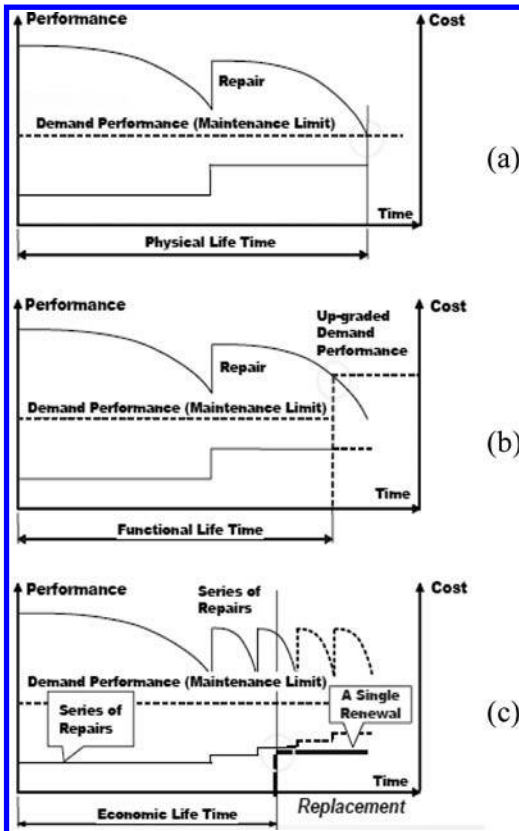 Performance
Cost
Repair
Demand Performance (Maintenance Limit)
(a)
Time
Physical Life Time
Performance
Cost
Up-graded
Demand
Performance
Repair
Demand Performance (Maintenance Limit)
(b)
Time
Functional Life Time
Performance
Cost
Series of
Repairs
Demand Performance (Maintenance Limit)
Series of
Repairs
A Single
Renewal
(c)
Time
Economic Life Time
Replacement